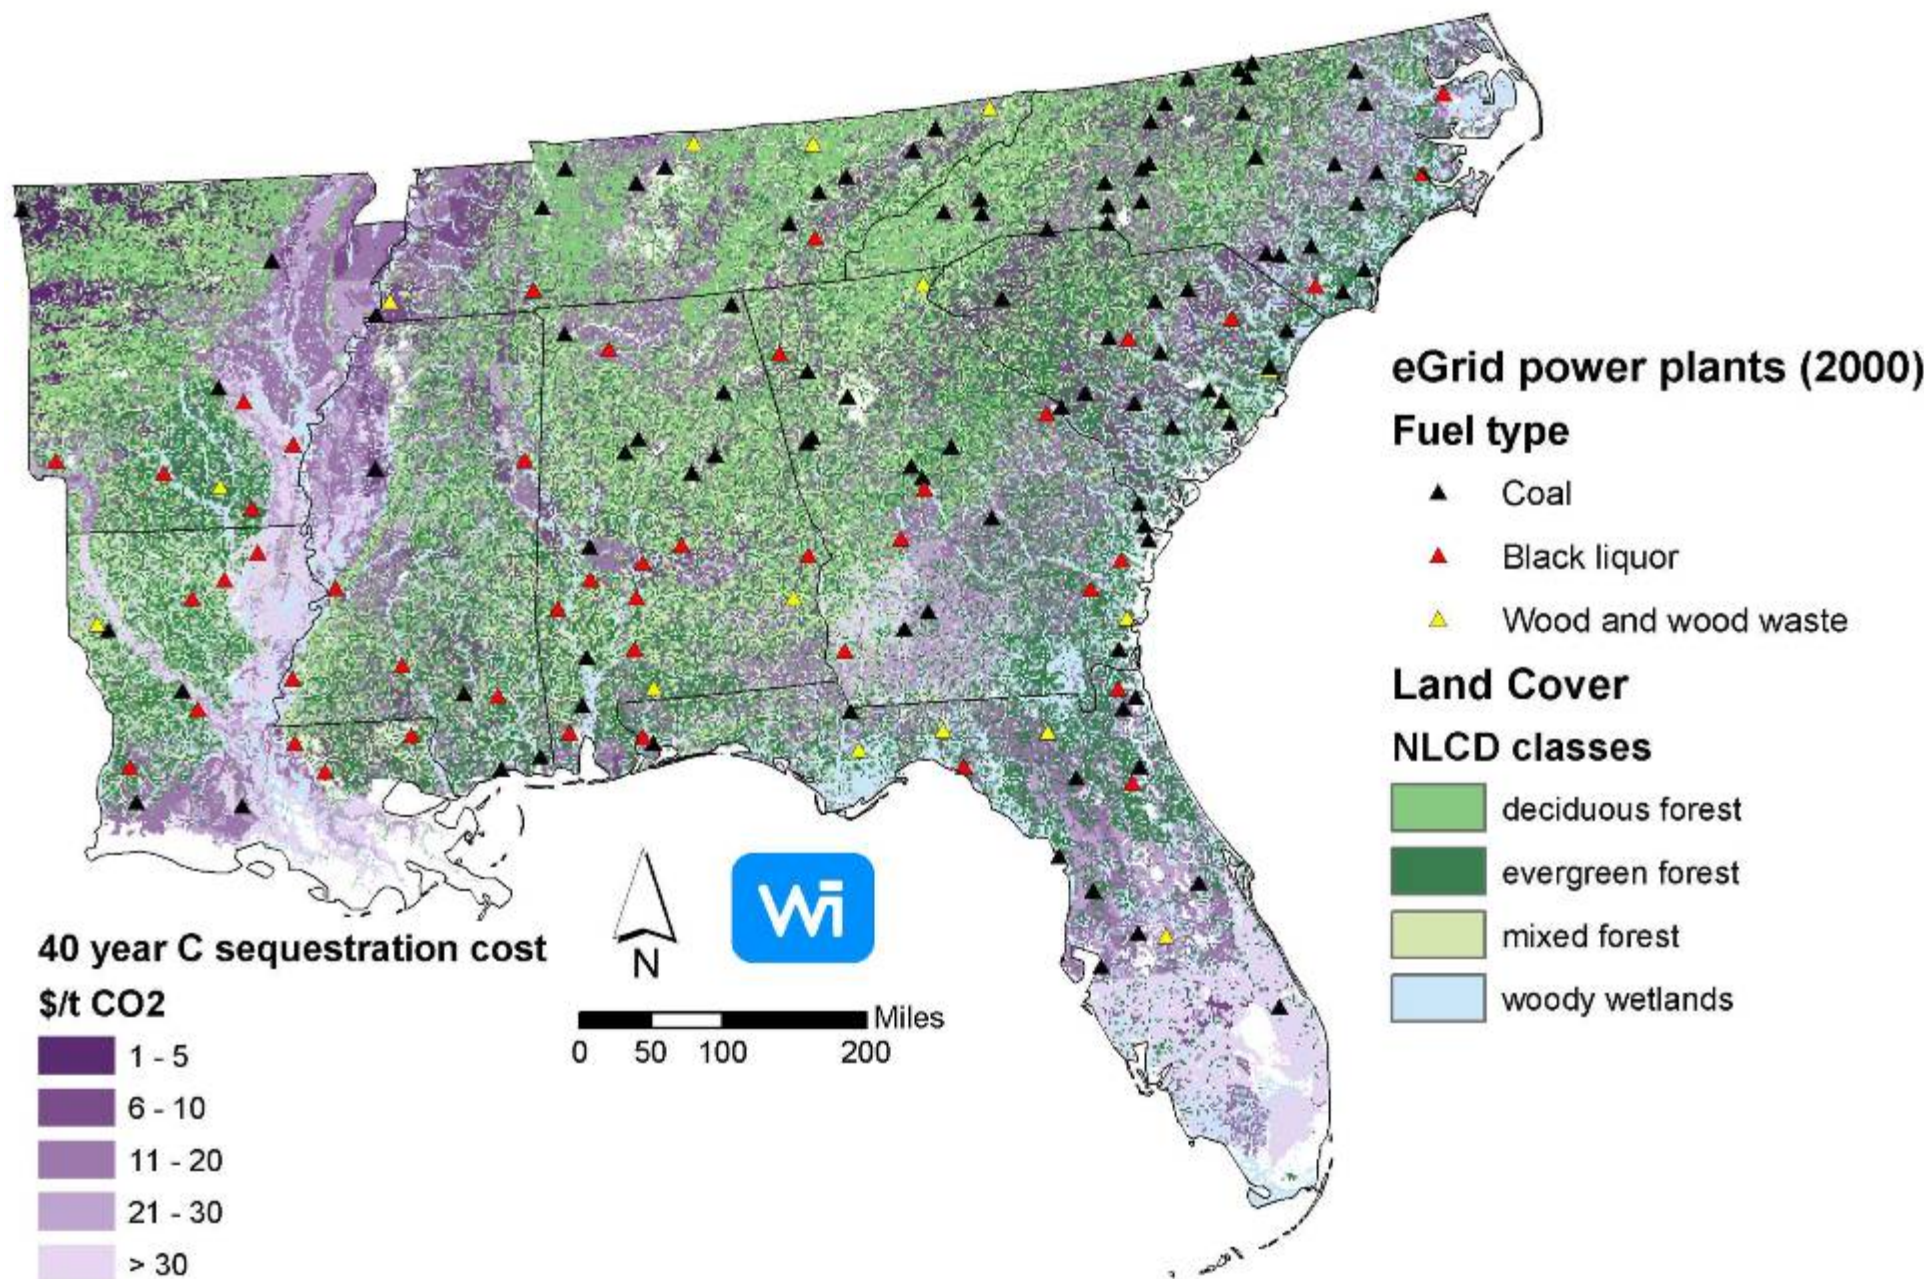 eGrid power plants (2000)
Fuel type
Coal
Black liquor
Wood and wood waste
Land Cover
NLCD classes
deciduous forest
evergreen forest
mixed forest
woody wetlands
40 year C sequestration cost
$/t CO2
1 - 5
6 - 10
11 - 20
21 - 30
> 30
N
Wi
Miles
0 50 100 200